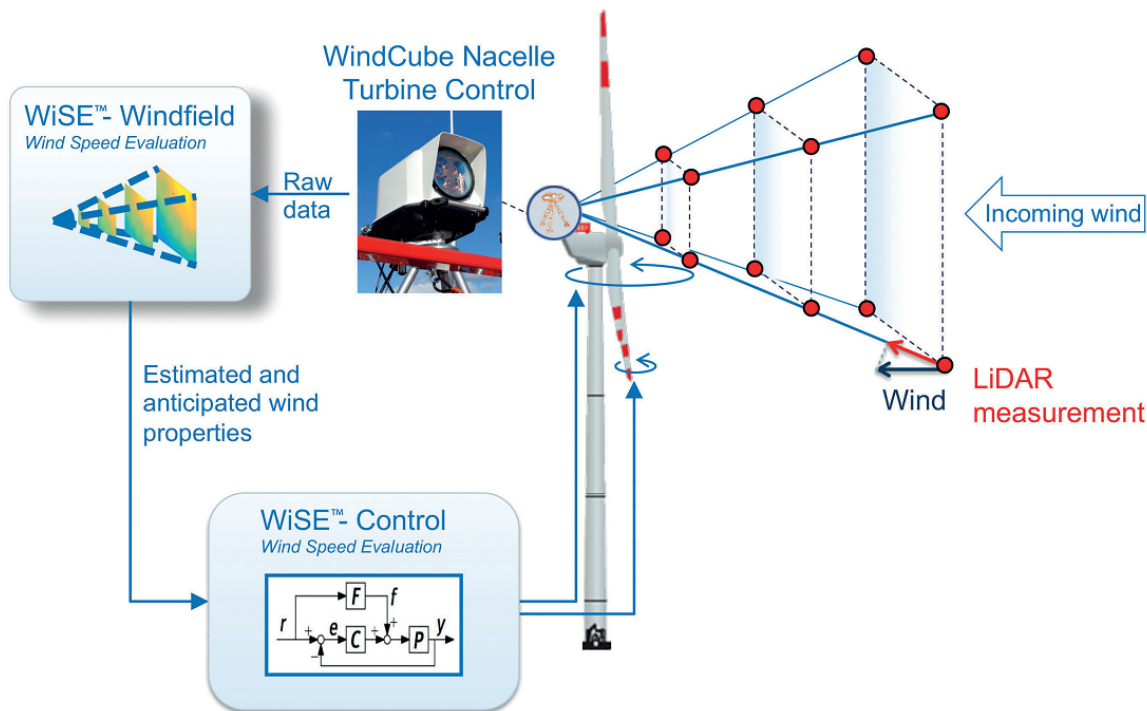 WindCube Nacelle
Turbine Control
WiSE™- Windfield
Wind Speed Evaluation
Raw
data
Incoming wind
Estimated and
anticipated wind
properties
Wind
LiDAR
measurement
WiSE™- Control
Wind Speed Evaluation
F
f
r
+
e
C
+
+
P
y
−